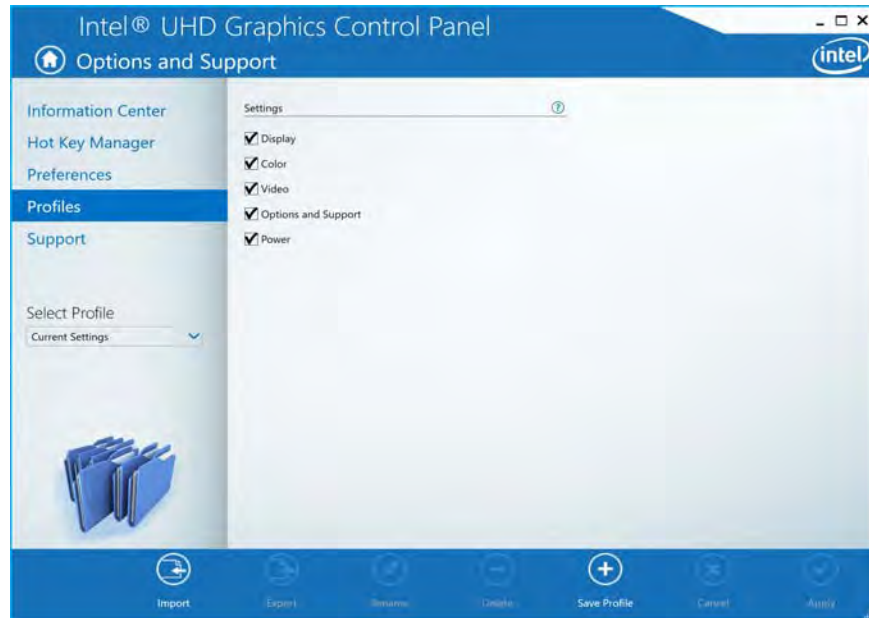 Intel® UHD Graphics Control Panel
Options and Support
intel
Information Center
Hot Key Manager
Preferences
Profiles
Support
Select Profile
Current Settings
Settings
Display
Color
Video
Options and Support
Power
Import
Export
Rename
Delete
Save Profile
Cancel
Apply